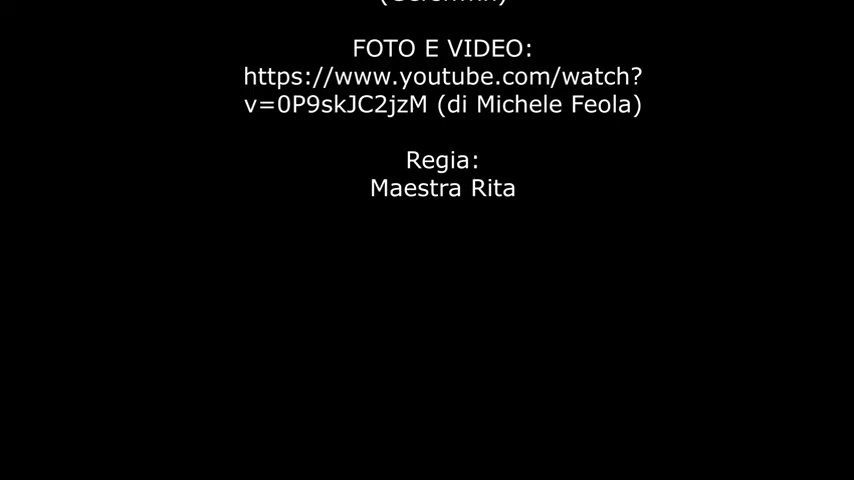 FOTO E VIDEO:
https://www.youtube.com/watch?
v=0P9skJC2jzM (di Michele Feola)
Regia:
Maestra Rita